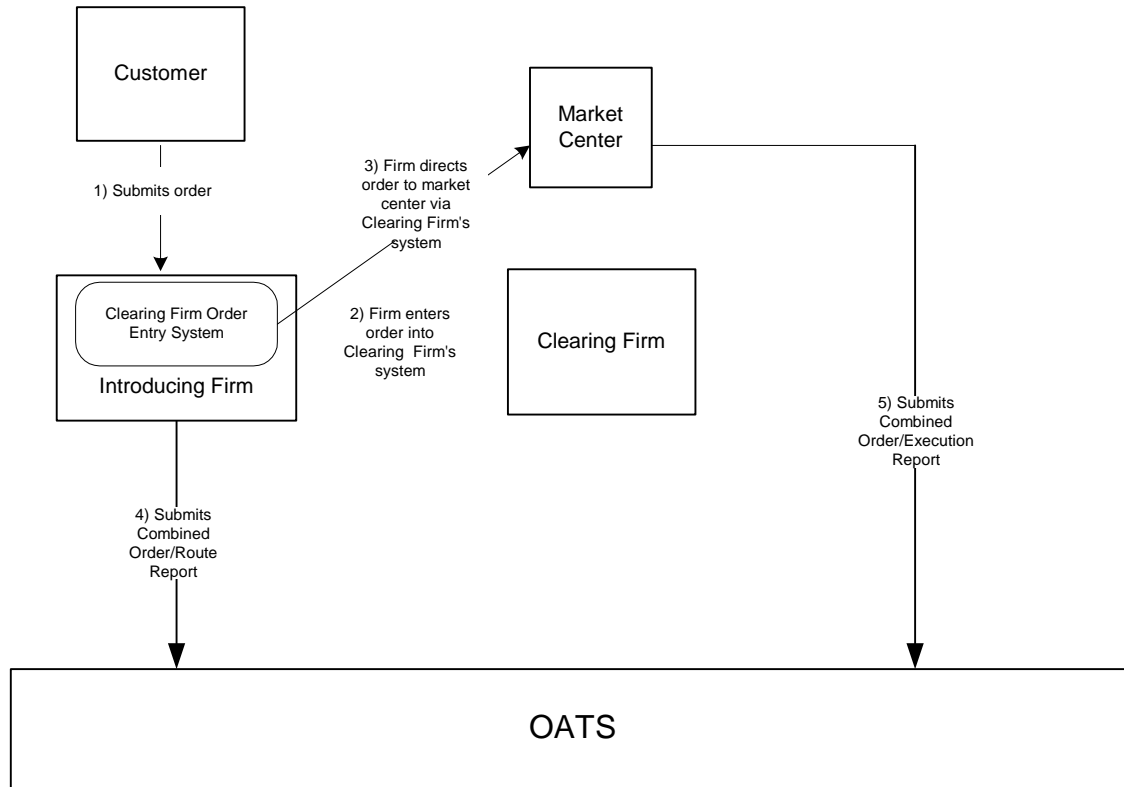 Customer
Market
Center
1) Submits order
3) Firm directs
order to market
center via
Clearing Firm's
system
Clearing Firm Order
Entry System
Introducing Firm
2) Firm enters
order into
Clearing Firm's
system
Clearing Firm
5) Submits
Combined
Order/Execution
Report
4) Submits
Combined
Order/Route
Report
OATS